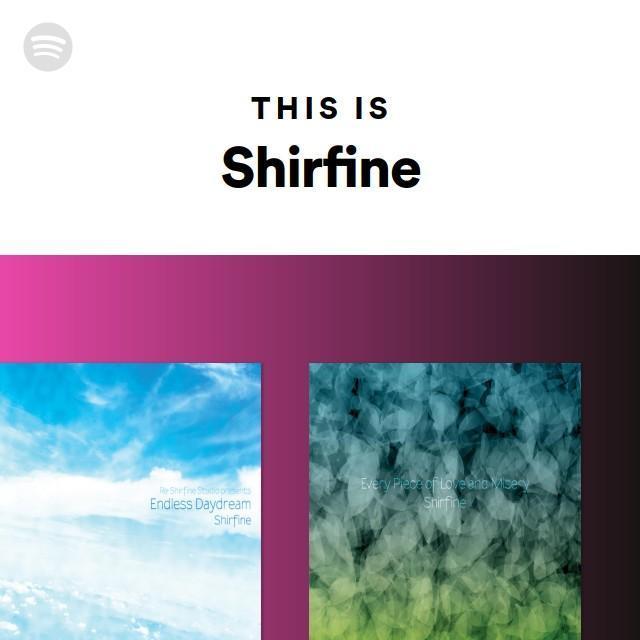 THIS IS
Shirfine
Re:Shirfine Studio presents
Endless Daydream
Shirfine
Every Piece of Love and Misery
Shirfine